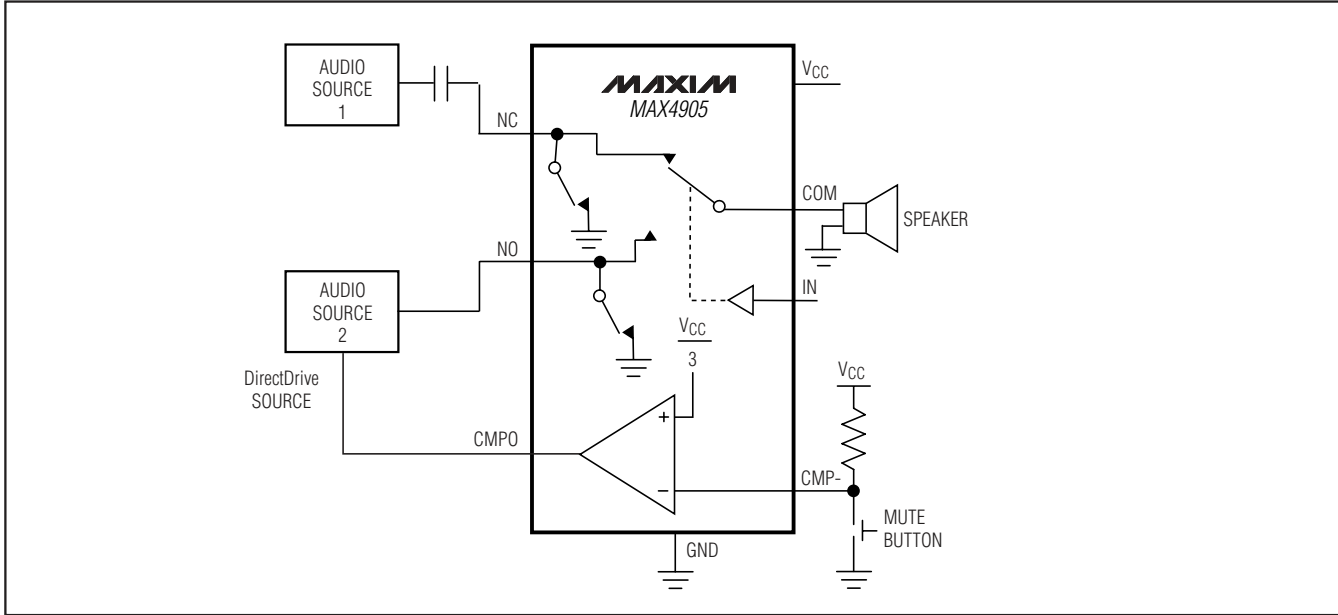 AUDIO
SOURCE
1
MAXIM
MAX4905
VCC
NC
COM
SPEAKER
NO
IN
AUDIO
SOURCE
2
VCC
3
VCC
DirectDrive
SOURCE
+
CMPO
CMP-
−
MUTE
BUTTON
GND